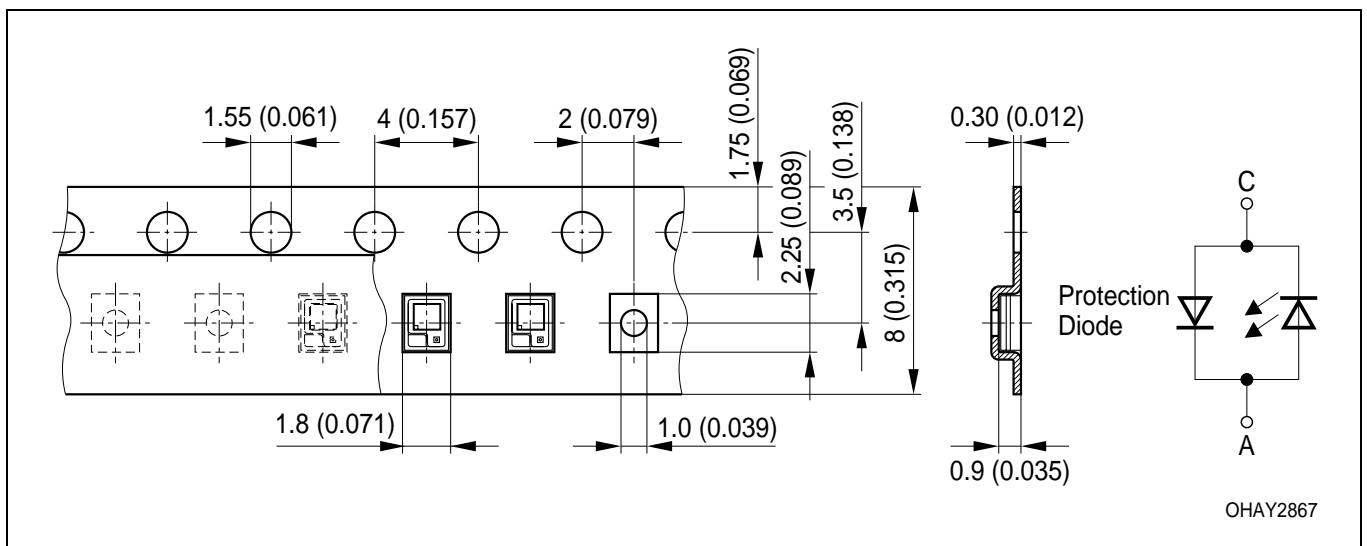 1.55 (0.061)
4 (0.157)
2 (0.079)
1.75 (0.069)
2.25 (0.089)
3.5 (0.138)
8 (0.315)
0.30 (0.012)
C
Protection
Diode
A
1.8 (0.071)
1.0 (0.039)
0.9 (0.035)
OHAY2867